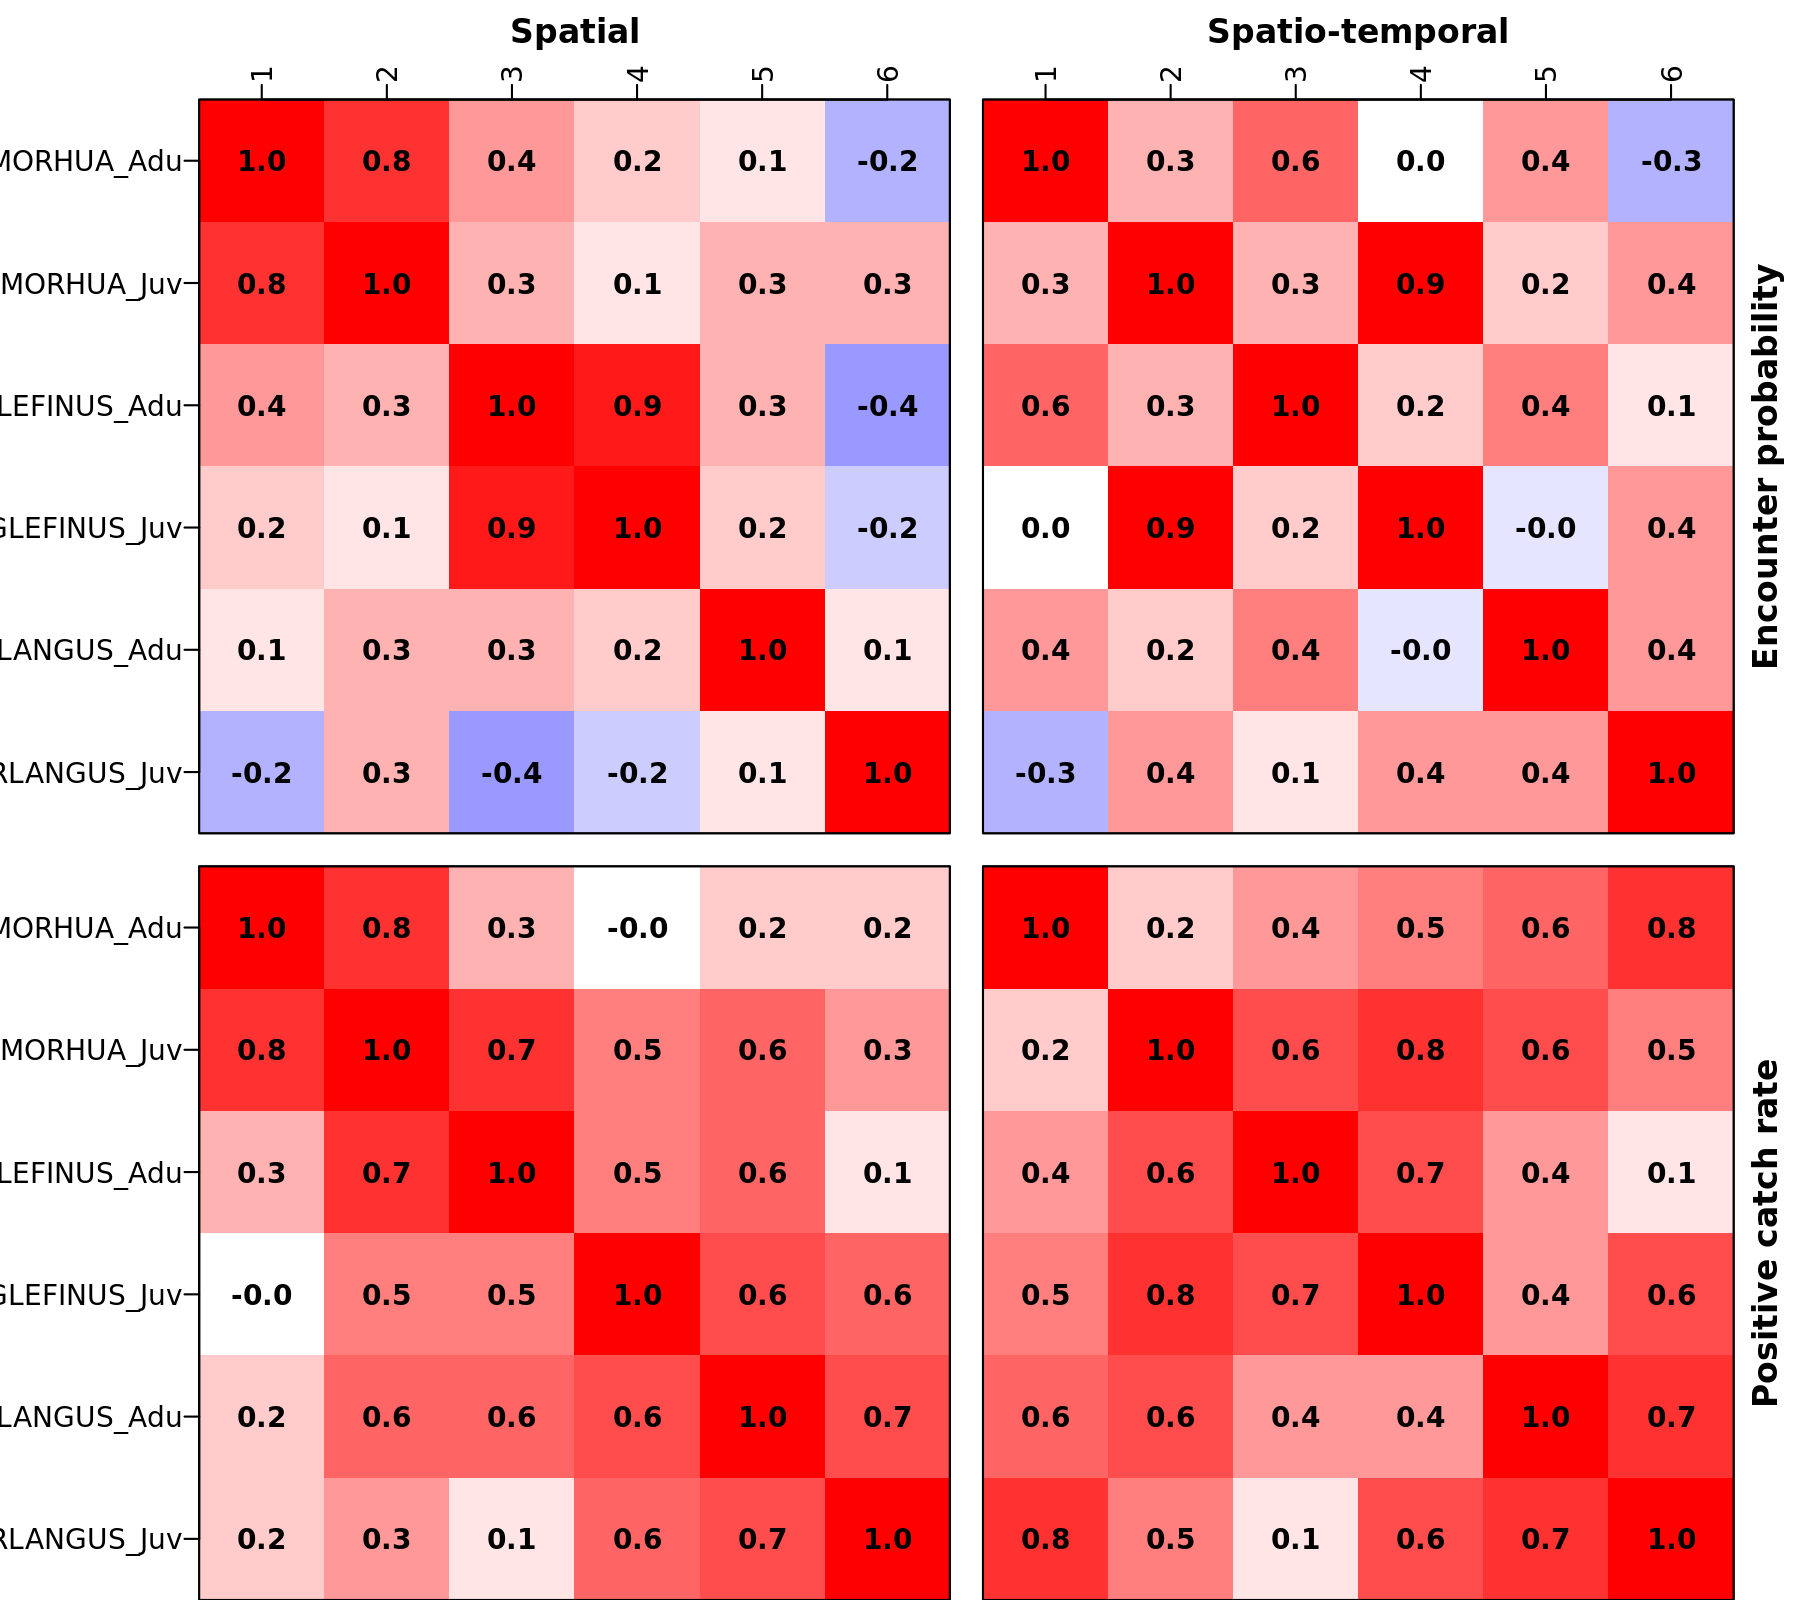 Spatial Spatio-temporal
1 2 3 4 5 6 1 2 3 4 5 6
MORHUA_Adu 1.0 0.8 0.4 0.2 0.1 -0.2 1.0 0.3 0.6 0.0 0.4 -0.3
MORHUA_Juv 0.8 1.0 0.3 0.1 0.3 0.3 0.3 1.0 0.3 0.9 0.2 0.4
LEFINUS_Adu 0.4 0.3 1.0 0.9 0.3 -0.4 0.6 0.3 1.0 0.2 0.4 0.1
GLEFINUS_Juv 0.2 0.1 0.9 1.0 0.2 -0.2 0.0 0.9 0.2 1.0 -0.0 0.4
LANGUS_Adu 0.1 0.3 0.3 0.2 1.0 0.1 0.4 0.2 0.4 -0.0 1.0 0.4
RLANGUS_Juv -0.2 0.3 -0.4 -0.2 0.1 1.0 -0.3 0.4 0.1 0.4 0.4 1.0
Encounter probability
MORHUA_Adu 1.0 0.8 0.3 -0.0 0.2 0.2 1.0 0.2 0.4 0.5 0.6 0.8
MORHUA_Juv 0.8 1.0 0.7 0.5 0.6 0.3 0.2 1.0 0.6 0.8 0.6 0.5
LEFINUS_Adu 0.3 0.7 1.0 0.5 0.6 0.1 0.4 0.6 1.0 0.7 0.4 0.1
GLEFINUS_Juv -0.0 0.5 0.5 1.0 0.6 0.6 0.5 0.8 0.7 1.0 0.4 0.6
LANGUS_Adu 0.2 0.6 0.6 0.6 1.0 0.7 0.6 0.6 0.4 0.4 1.0 0.7
RLANGUS_Juv 0.2 0.3 0.1 0.6 0.7 1.0 0.8 0.5 0.1 0.6 0.7 1.0
Positive catch rate